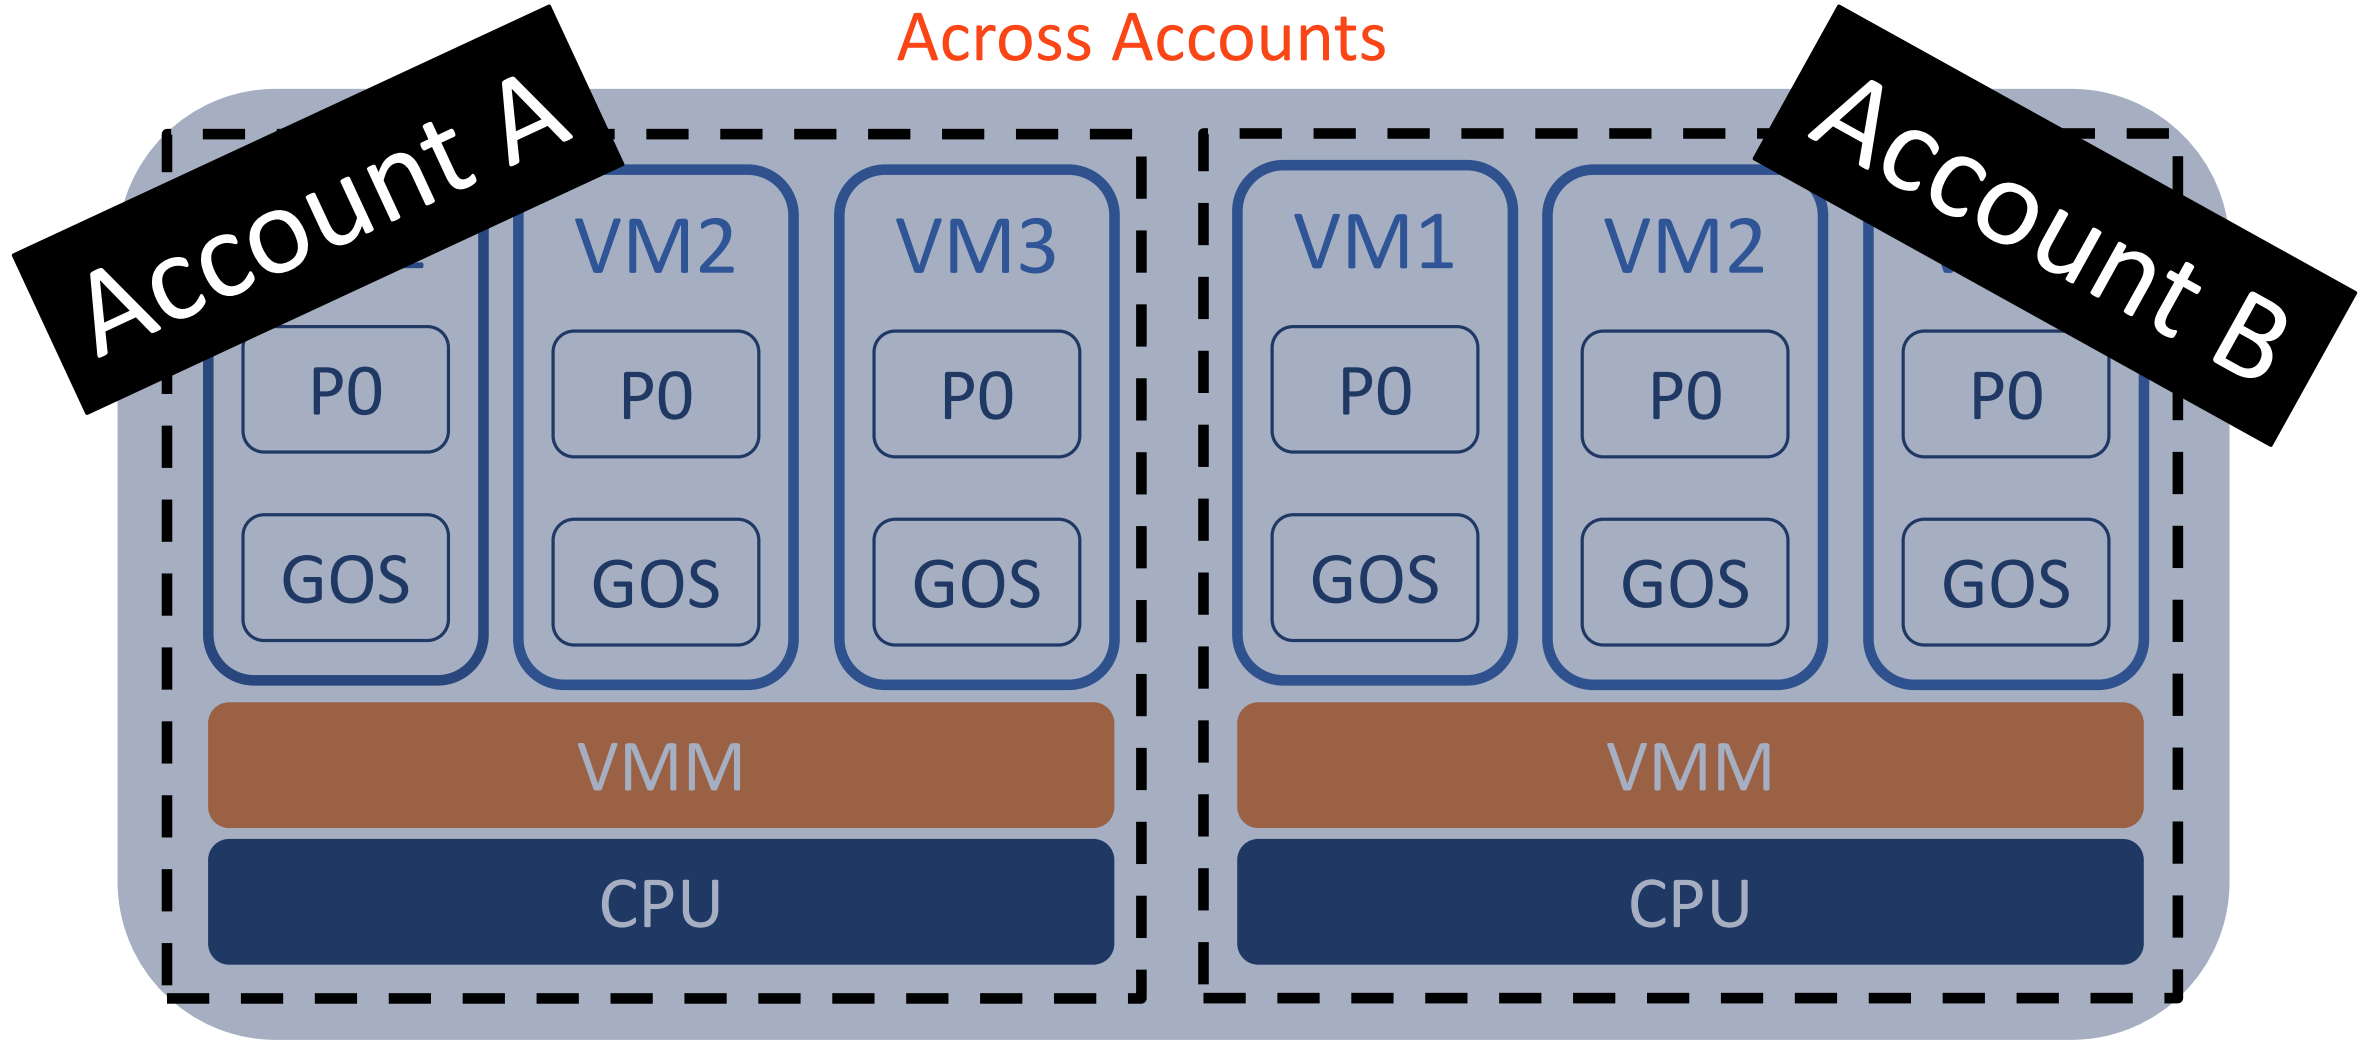 Across Accounts
Account A
Account B
VM2
VM3
VM1
VM2
P0
P0
P0
P0
P0
P0
GOS
GOS
GOS
GOS
GOS
GOS
VMM
VMM
CPU
CPU